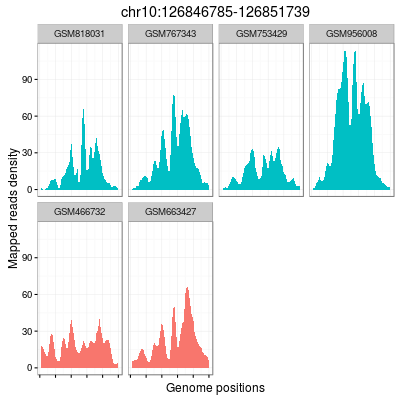 chr10:126846785-126851739
GSM818031 GSM767343 GSM753429 GSM956008
90
60
30
0
GSM466732 GSM663427
90
60
30
0
Mapped reads density
Genome positions